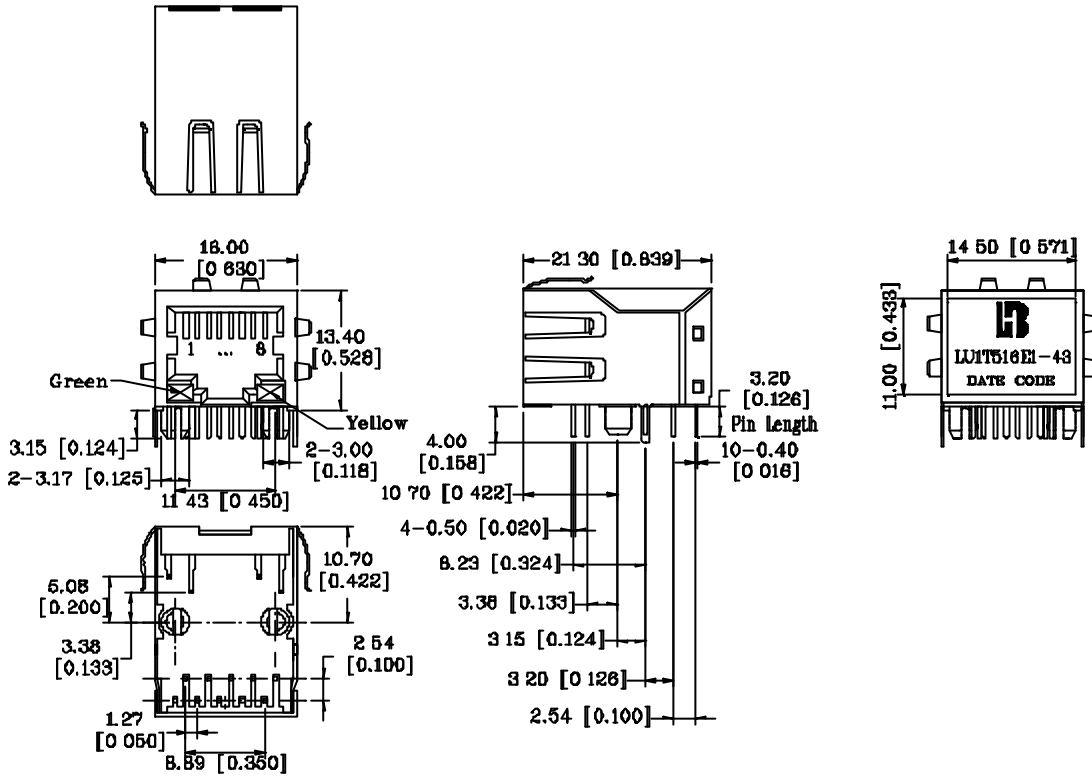 16.00
[0 630]
13.40
[0.528]
1 ... 8
Green
Yellow
3.15 [0.124]
2-3.00
[0.118]
2-3.17 [0.125]
11 43 [0 450]
21 30 [0.839]
3.20
[0.126]
Pin Length
4.00
[0.158]
10-0.40
[0 016]
10 70 [0 422]
4-0.50 [0.020]
8.23 [0.324]
3.38 [0.133]
3 15 [0.124]
3 20 [0 126]
2.54 [0.100]
14 50 [0 571]
11.00 [0.433]
LU1T516E1-43
DATE CODE
10.70
[0.422]
5.08
[0.200]
3.38
[0.133]
2 54
[0.100]
1.27
[0 050]
8.89 [0.350]